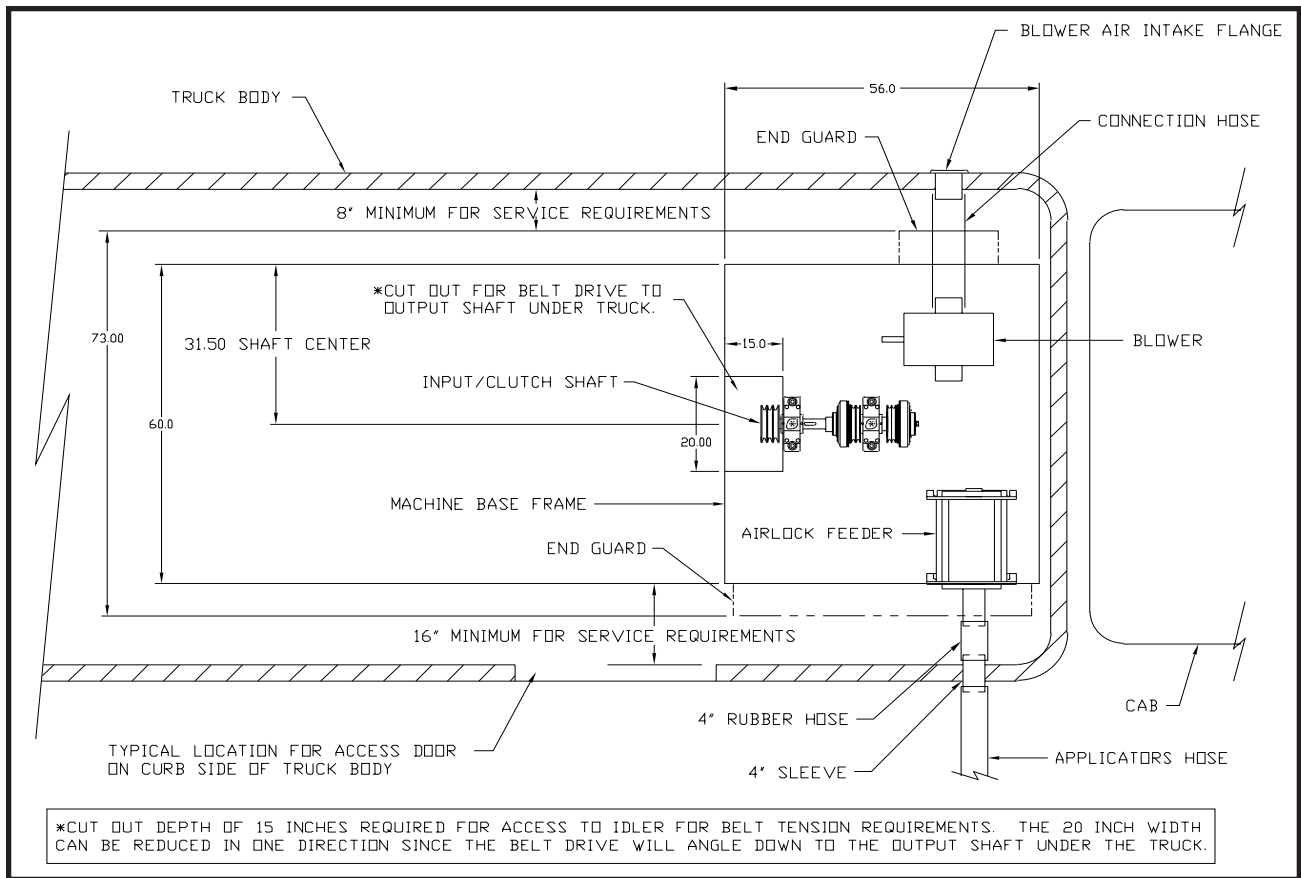 BLOWER AIR INTAKE FLANGE
TRUCK BODY
56.0
CONNECTION HOSE
END GUARD
8" MINIMUM FOR SERVICE REQUIREMENTS
*CUT OUT FOR BELT DRIVE TO
OUTPUT SHAFT UNDER TRUCK.
73.00
31.50 SHAFT CENTER
15.0
BLOWER
INPUT/CLUTCH SHAFT
60.0
20.00
MACHINE BASE FRAME
AIRLOCK FEEDER
END GUARD
16" MINIMUM FOR SERVICE REQUIREMENTS
4" RUBBER HOSE
CAB
TYPICAL LOCATION FOR ACCESS DOOR
ON CURB SIDE OF TRUCK BODY
4" SLEEVE
APPLICATORS HOSE
*CUT OUT DEPTH OF 15 INCHES REQUIRED FOR ACCESS TO IDLER FOR BELT TENSION REQUIREMENTS. THE 20 INCH WIDTH
CAN BE REDUCED IN ONE DIRECTION SINCE THE BELT DRIVE WILL ANGLE DOWN TO THE OUTPUT SHAFT UNDER THE TRUCK.